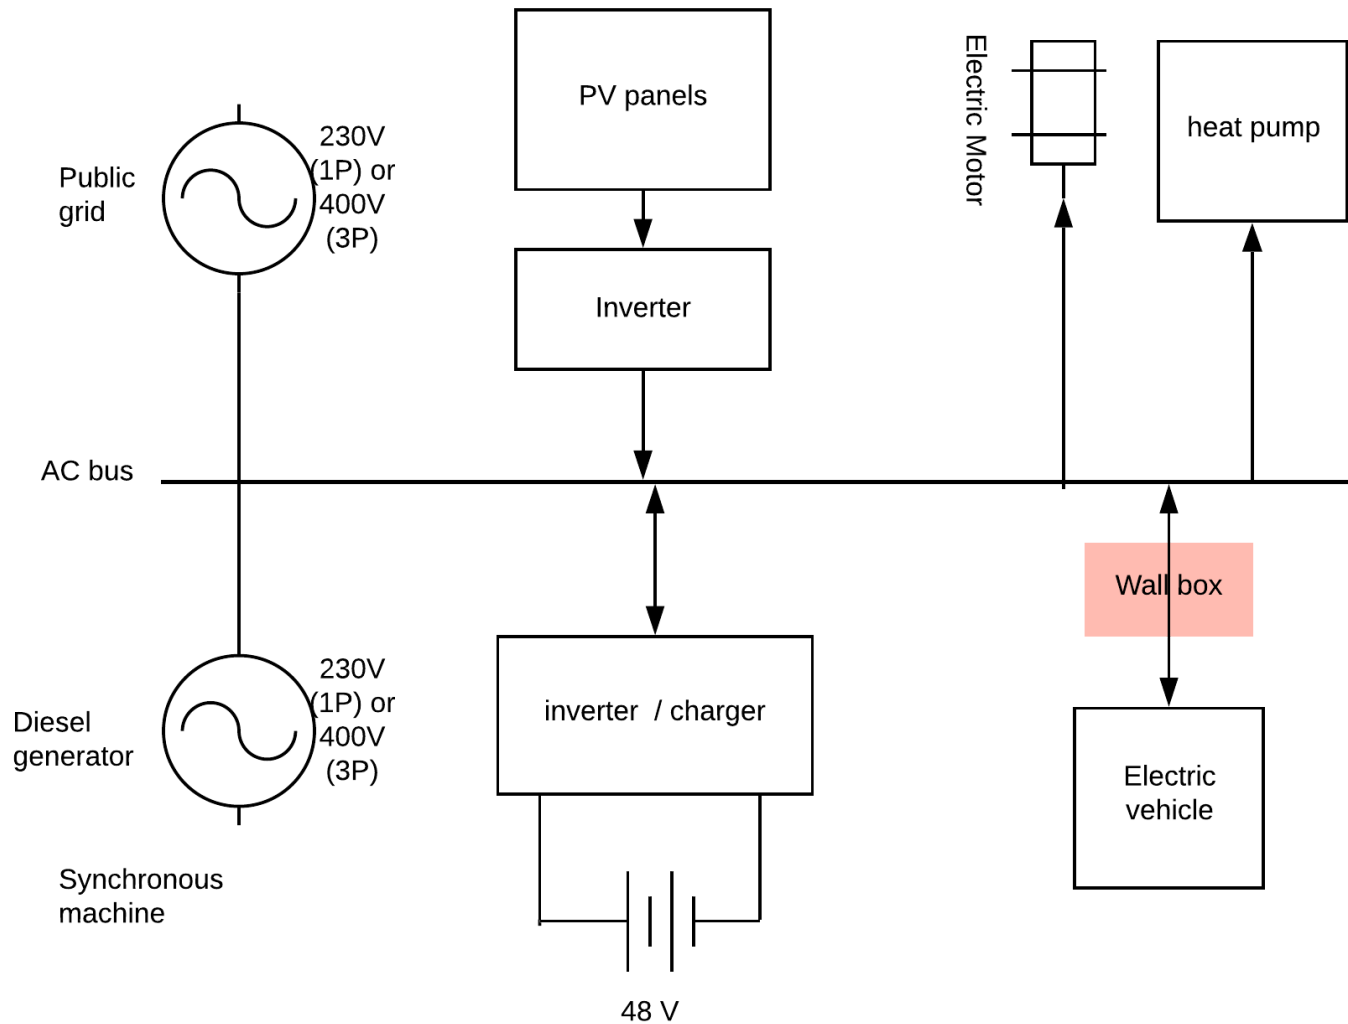 PV panels
Electric Motor
heat pump
Public
grid
230V
(1P) or
400V
(3P)
Inverter
AC bus
Wall box
Diesel
generator
230V
(1P) or
400V
(3P)
inverter / charger
Electric
vehicle
Synchronous
machine
48 V